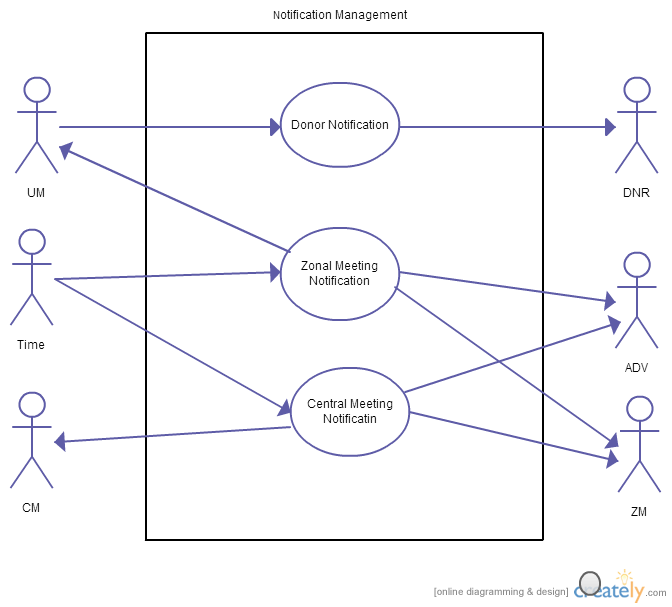 Notification Management
Donor Notification
UM
DNR
Zonal Meeting
Notification
Time
ADV
Central Meeting
Notificatin
CM
ZM
[online diagramming & design] creately.com